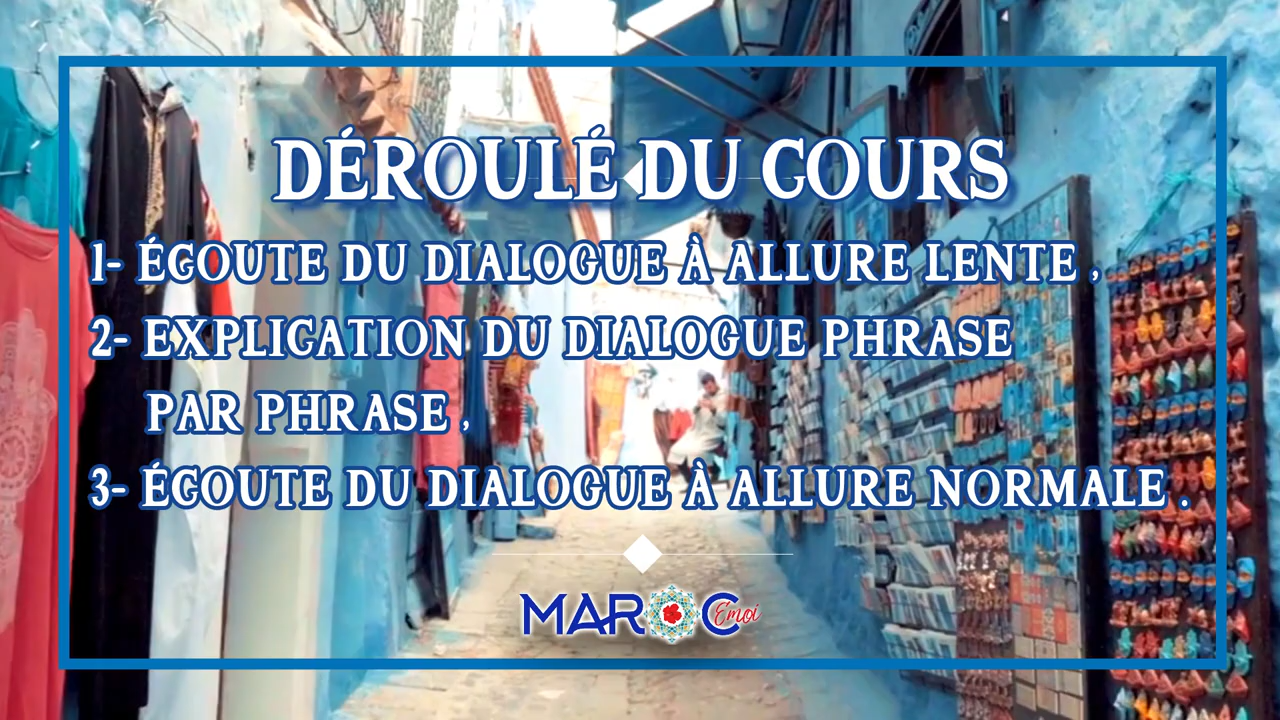 DÉROULÉ DU COURS
1- ÉCOUTE DU DIALOGUE À ALLURE LENTE ,
2- EXPLICATION DU DIALOGUE PHRASE
PAR PHRASE ,
3- ÉCOUTE DU DIALOGUE À ALLURE NORMALE .
MAROC Emoi